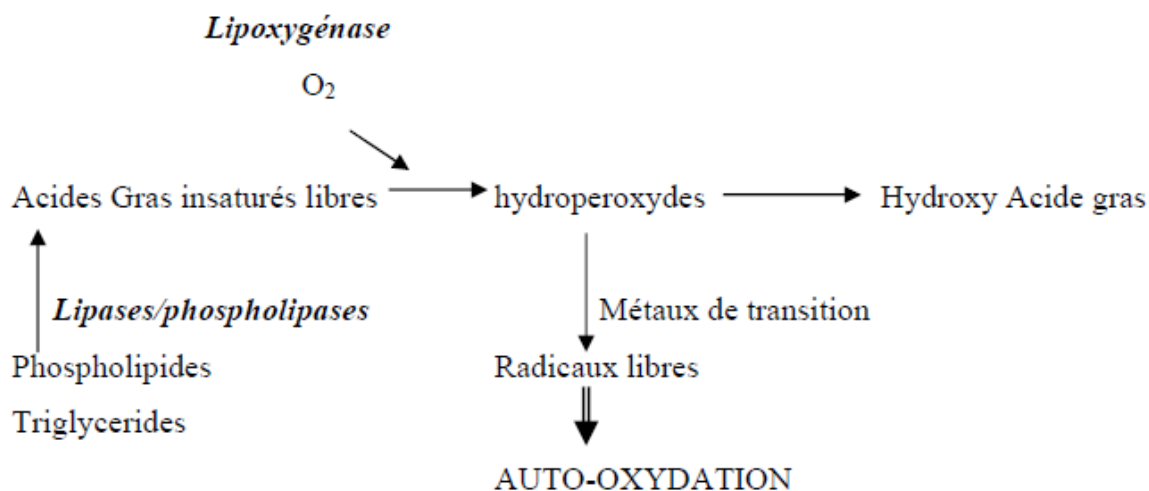 Lipoxygénase
O2
Acides Gras insaturés libres hydroperoxydes Hydroxy Acide gras
Lipases/phospholipases Métaux de transition
Phospholipides Radicaux libres
Triglycerides
AUTO-OXYDATION